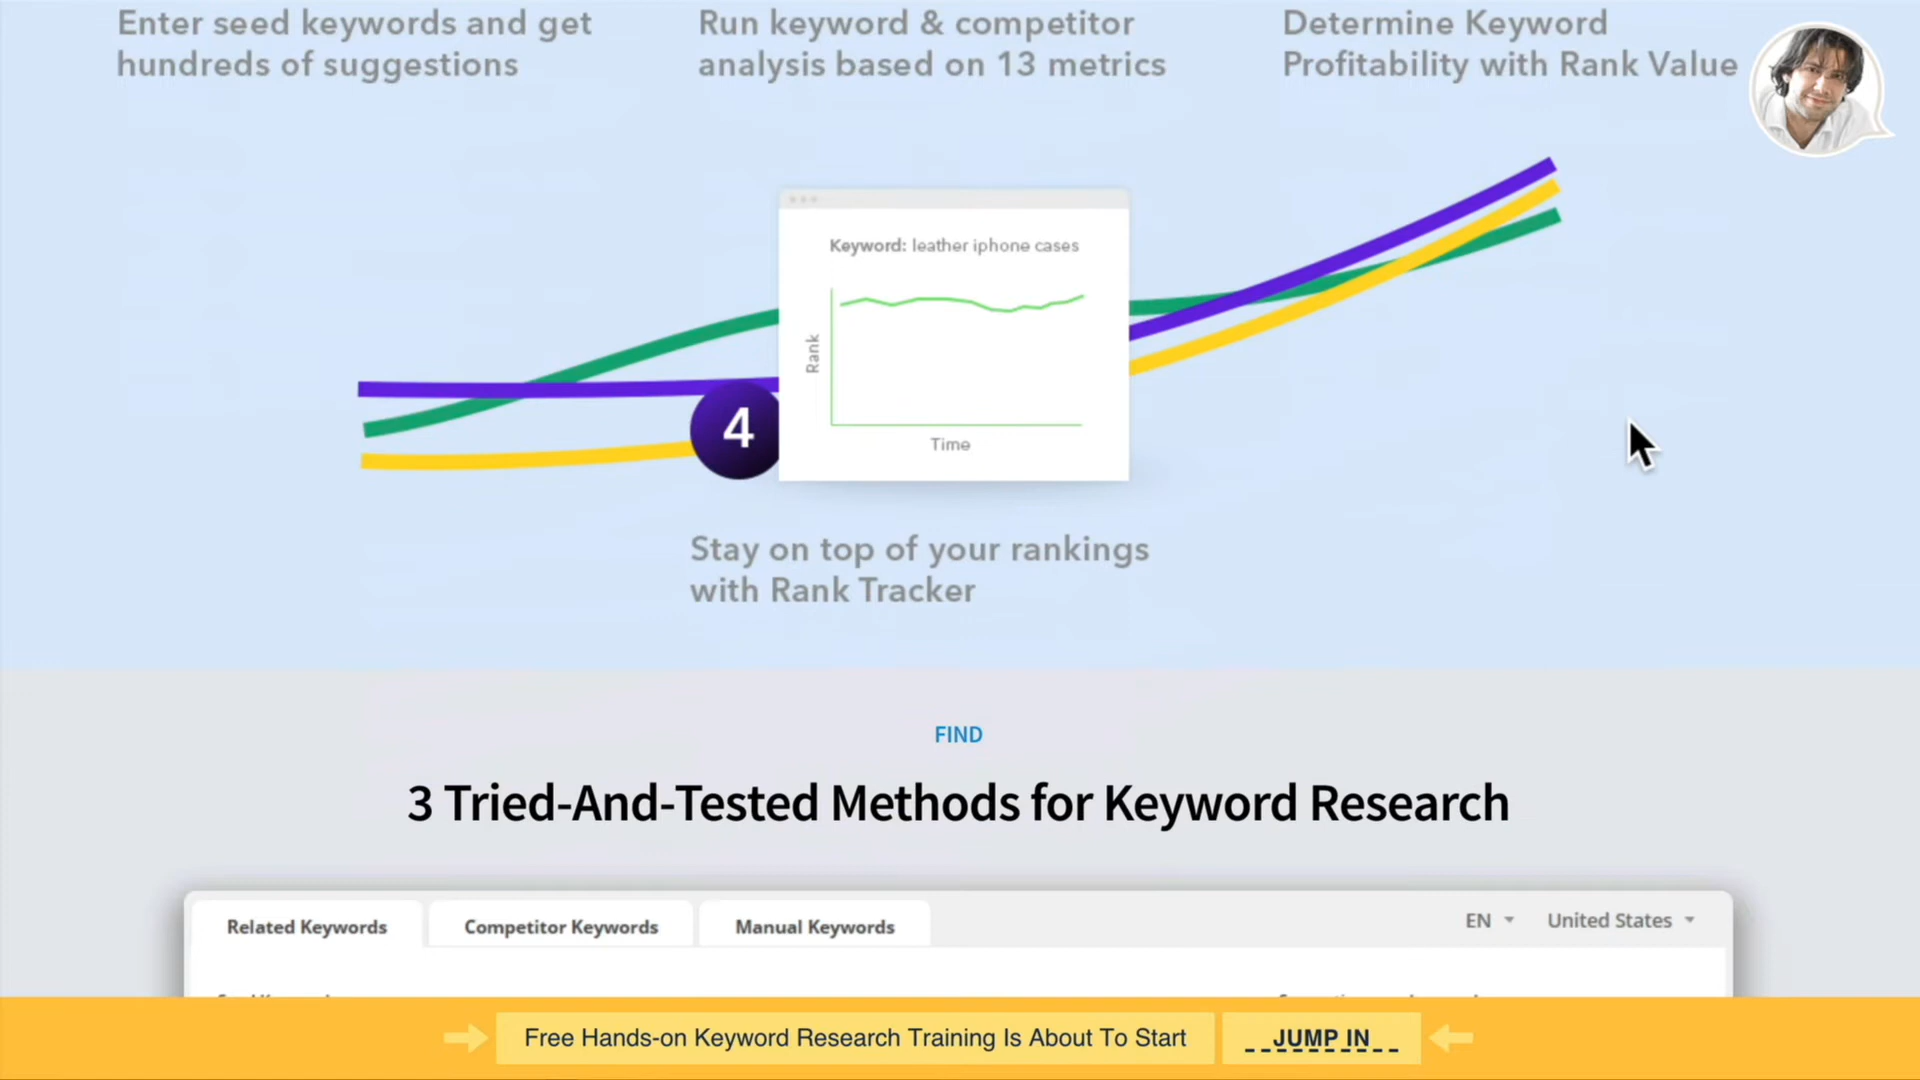 Enter seed keywords and get
hundreds of suggestions
Run keyword & competitor
analysis based on 13 metrics
Determine Keyword
Profitability with Rank Value
Keyword: leather iphone cases
Rank
Time
4
Stay on top of your rankings
with Rank Tracker
FIND
3 Tried-And-Tested Methods for Keyword Research
Related Keywords
Competitor Keywords
Manual Keywords
EN
United States
Free Hands-on Keyword Research Training Is About To Start
JUMP IN